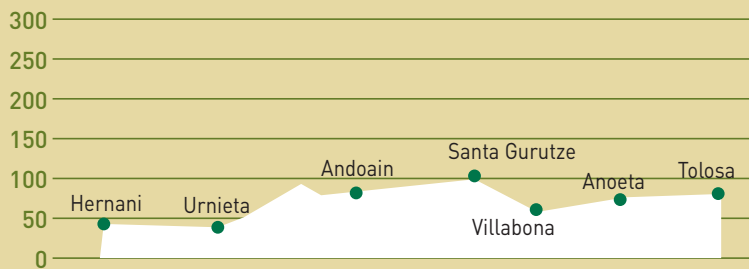 300
250
200
150
100
50
0
Hernani
Urnieta
Andoain
Santa Gurutze
Villabona
Anoeta
Tolosa